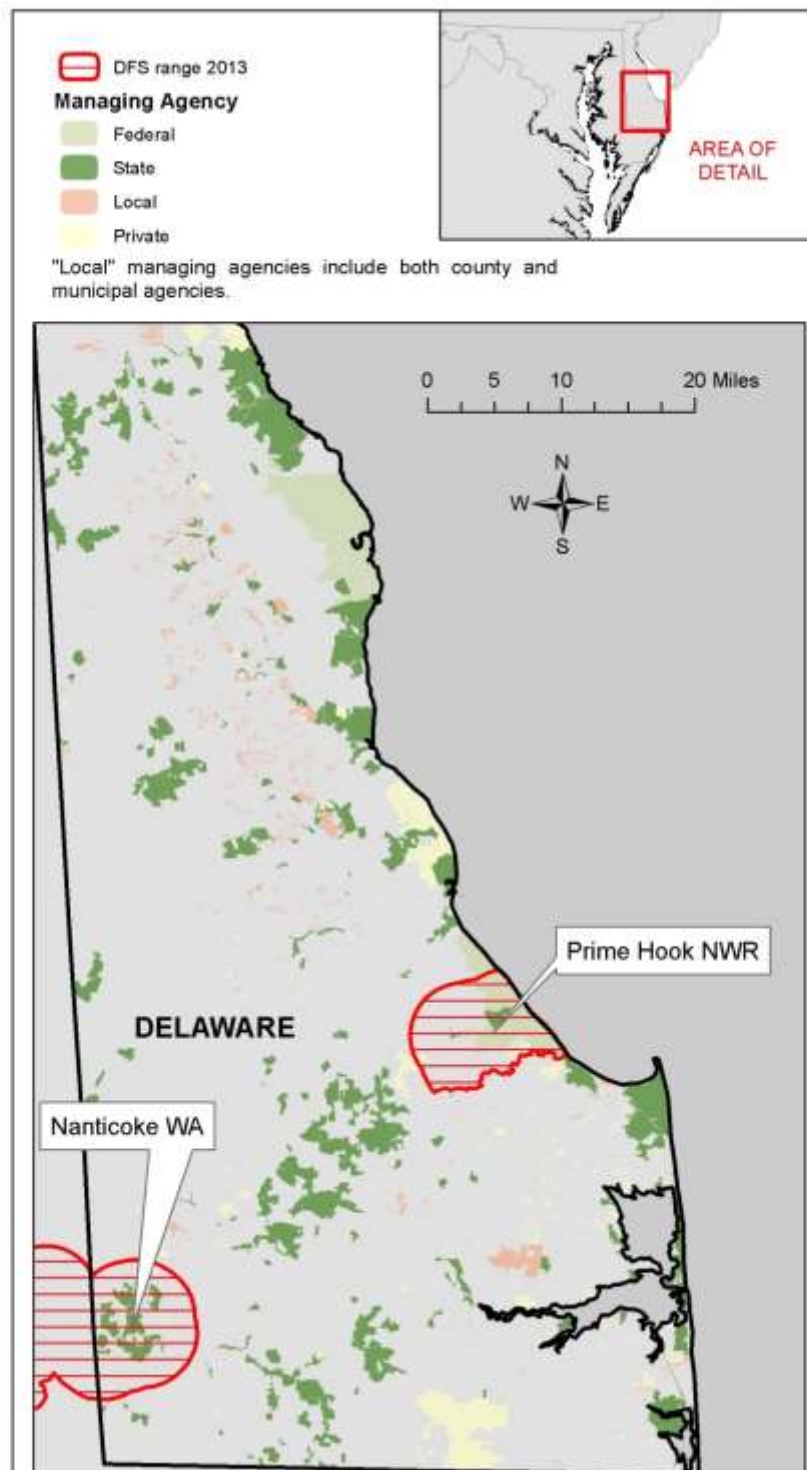 DFS range 2013
Managing Agency
Federal
State
Local
Private
"Local" managing agencies include both county and
municipal agencies.
AREA OF
DETAIL
0 5 10 20 Miles
N
W E
S
Prime Hook NWR
DELAWARE
Nanticoke WA